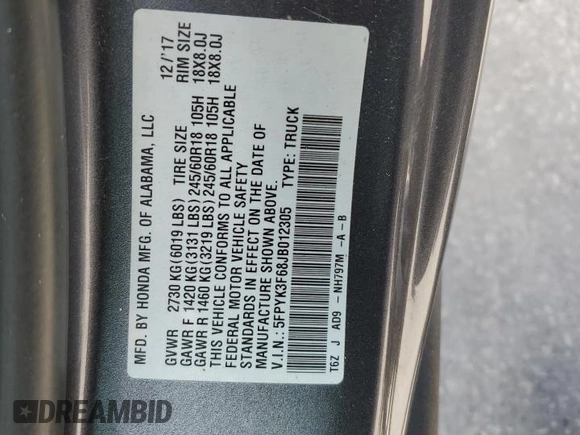 MFD. BY HONDA MFG. OF ALABAMA, LLC 12/'17
GVWR 2730 KG (6019 LBS) TIRE SIZE RIM SIZE
GAWR F 1420 KG (3131 LBS) 245/60R18 105H 18X8.0J
GAWR R 1460 KG (3219 LBS) 245/60R18 105H 18X8.0J
THIS VEHICLE CONFORMS TO ALL APPLICABLE
FEDERAL MOTOR VEHICLE SAFETY
STANDARDS IN EFFECT ON THE DATE OF
MANUFACTURE SHOWN ABOVE.
V.I.N.: 5FPYK3F68JB012305 TYPE: TRUCK
T6Z J AD9 - NH797M -A -B
DREAMBID